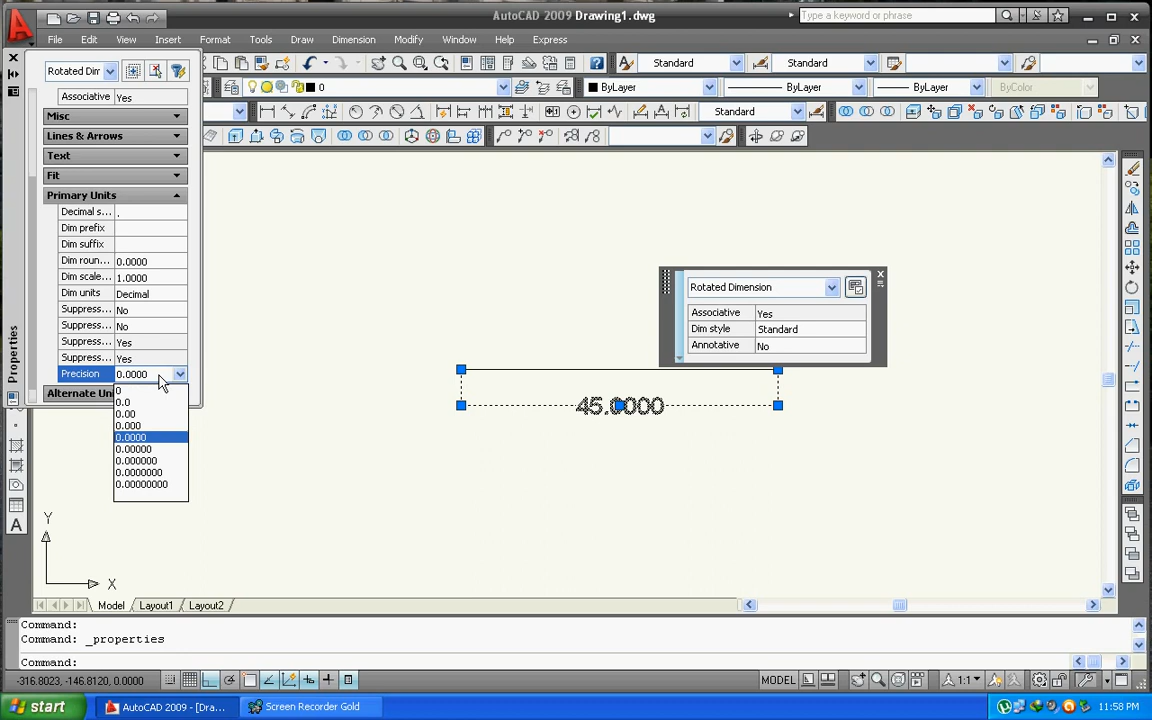 AutoCAD 2009 Drawing1.dwg
Type a keyword or phrase
File Edit View Insert Format Tools Draw Dimension Modify Window Help Express
Standard Standard
0 ByLayer ByLayer ByLayer ByColor
Standard
Rotated Dim
Associative Yes
Misc
Lines & Arrows
Text
Fit
Primary Units
Decimal s... .
Dim prefix
Dim suffix
Dim roun... 0.0000
Dim scale... 1.0000
Dim units Decimal
Suppress... No
Suppress... No
Suppress... Yes
Suppress... Yes
Precision 0.0000
Alternate Uni
0
0.0
0.00
0.000
0.0000
0.00000
0.000000
0.0000000
0.00000000
Properties
Rotated Dimension
Associative Yes
Dim style Standard
Annotative No
45.0000
Y
X
Model Layout1 Layout2
Command:
Command: _properties
Command:
-316.8023, -146.8120, 0.0000
MODEL
1:1
start
AutoCAD 2009 - [Dra...
Screen Recorder Gold
11:58 PM